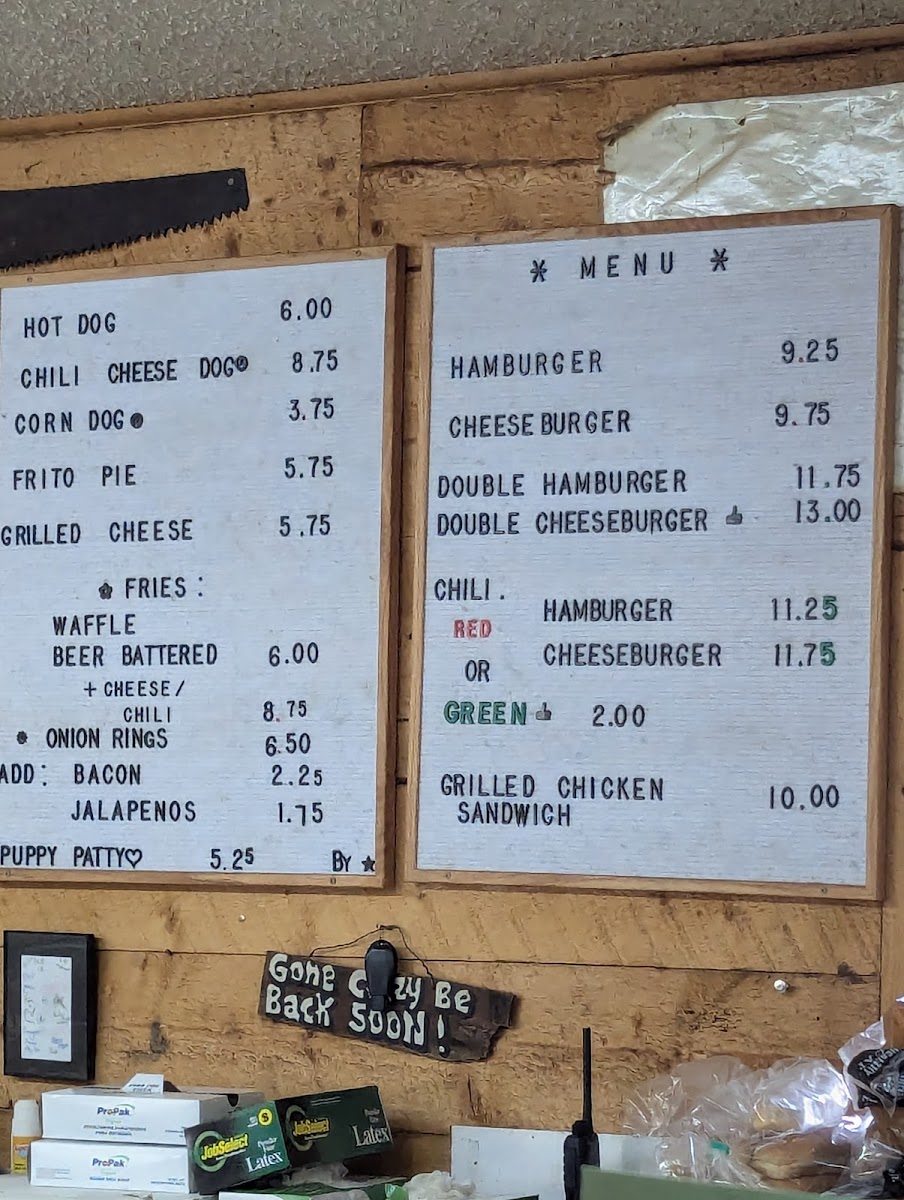 HOT DOG 6.00
CHILI CHEESE DOG 8.75
CORN DOG 3.75
FRITO PIE 5.75
GRILLED CHEESE 5.75
FRIES:
WAFFLE
BEER BATTERED 6.00
+ CHEESE/
CHILI 8.75
ONION RINGS 6.50
ADD: BACON 2.25
JALAPENOS 1.75
PUPPY PATTY♡ 5.25 BY ★
* MENU *
HAMBURGER 9.25
CHEESEBURGER 9.75
DOUBLE HAMBURGER 11.75
DOUBLE CHEESEBURGER 13.00
CHILI.
RED
OR
GREEN 2.00
HAMBURGER 11.25
CHEESEBURGER 11.75
GRILLED CHICKEN
SANDWICH 10.00
Gone Be
Back SOON!
ProPak
ProPak
JobSelect
Latex
JobSelect
Latex